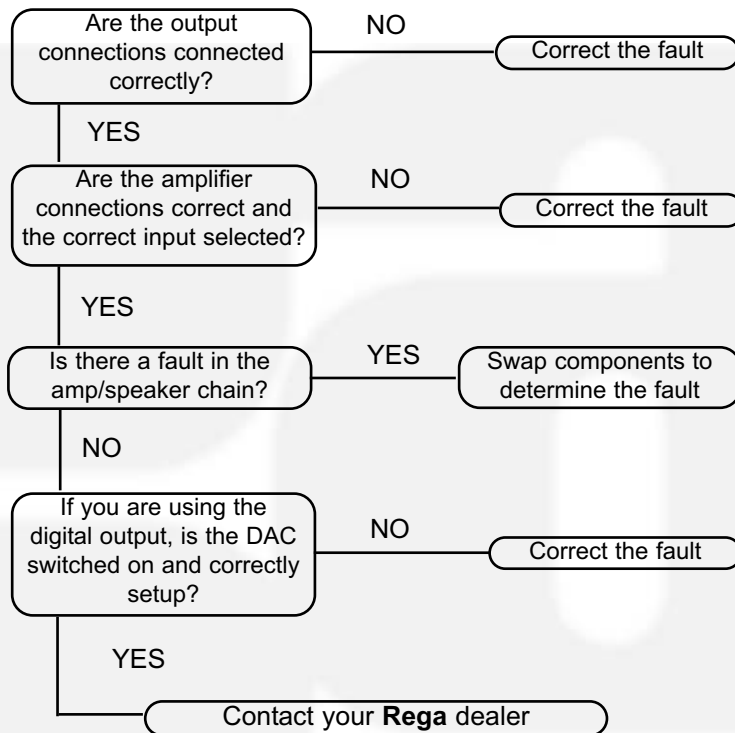 Are the output
connections connected
correctly?
NO
Correct the fault
YES
Are the amplifier
connections correct and
the correct input selected?
NO
Correct the fault
YES
Is there a fault in the
amp/speaker chain?
YES
Swap components to
determine the fault
NO
If you are using the
digital output, is the DAC
switched on and correctly
setup?
NO
Correct the fault
YES
Contact your Rega dealer